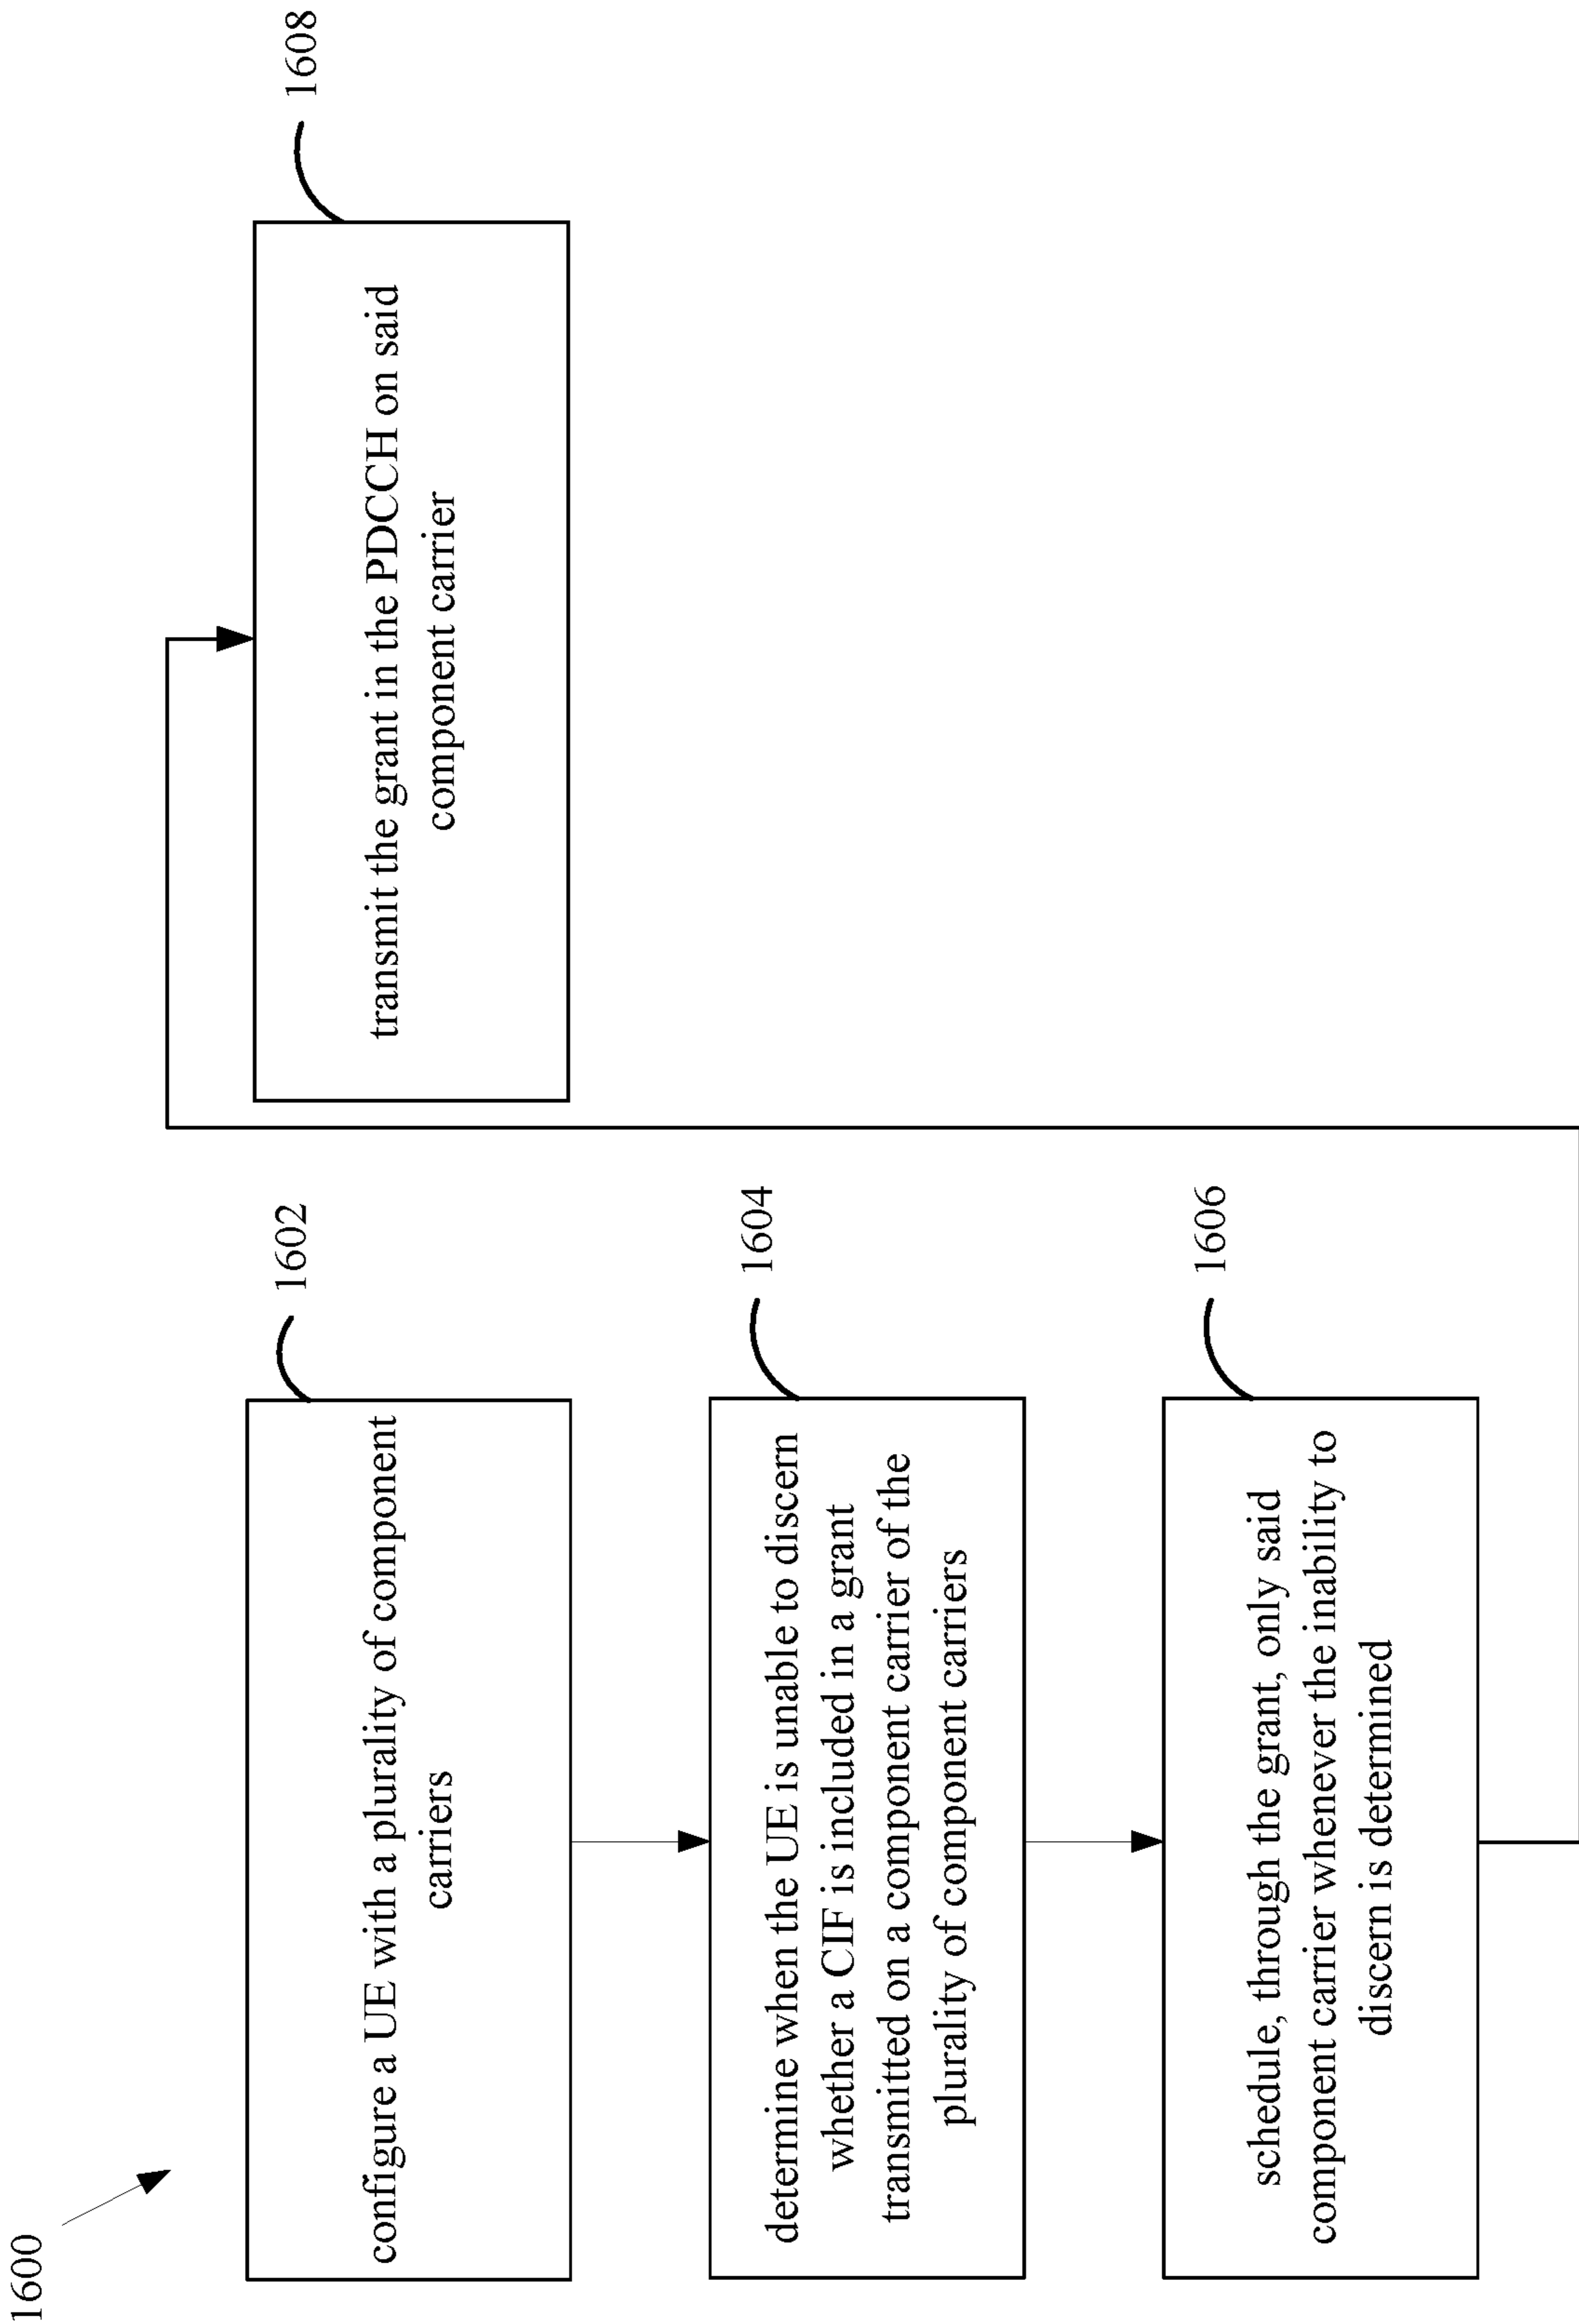 1600
configure a UE with a plurality of component
carriers
1602
determine when the UE is unable to discern
whether a CIF is included in a grant
transmitted on a component carrier of the
plurality of component carriers
1604
schedule, through the grant, only said
component carrier whenever the inability to
discern is determined
1606
transmit the grant in the PDCCH on said
component carrier
1608